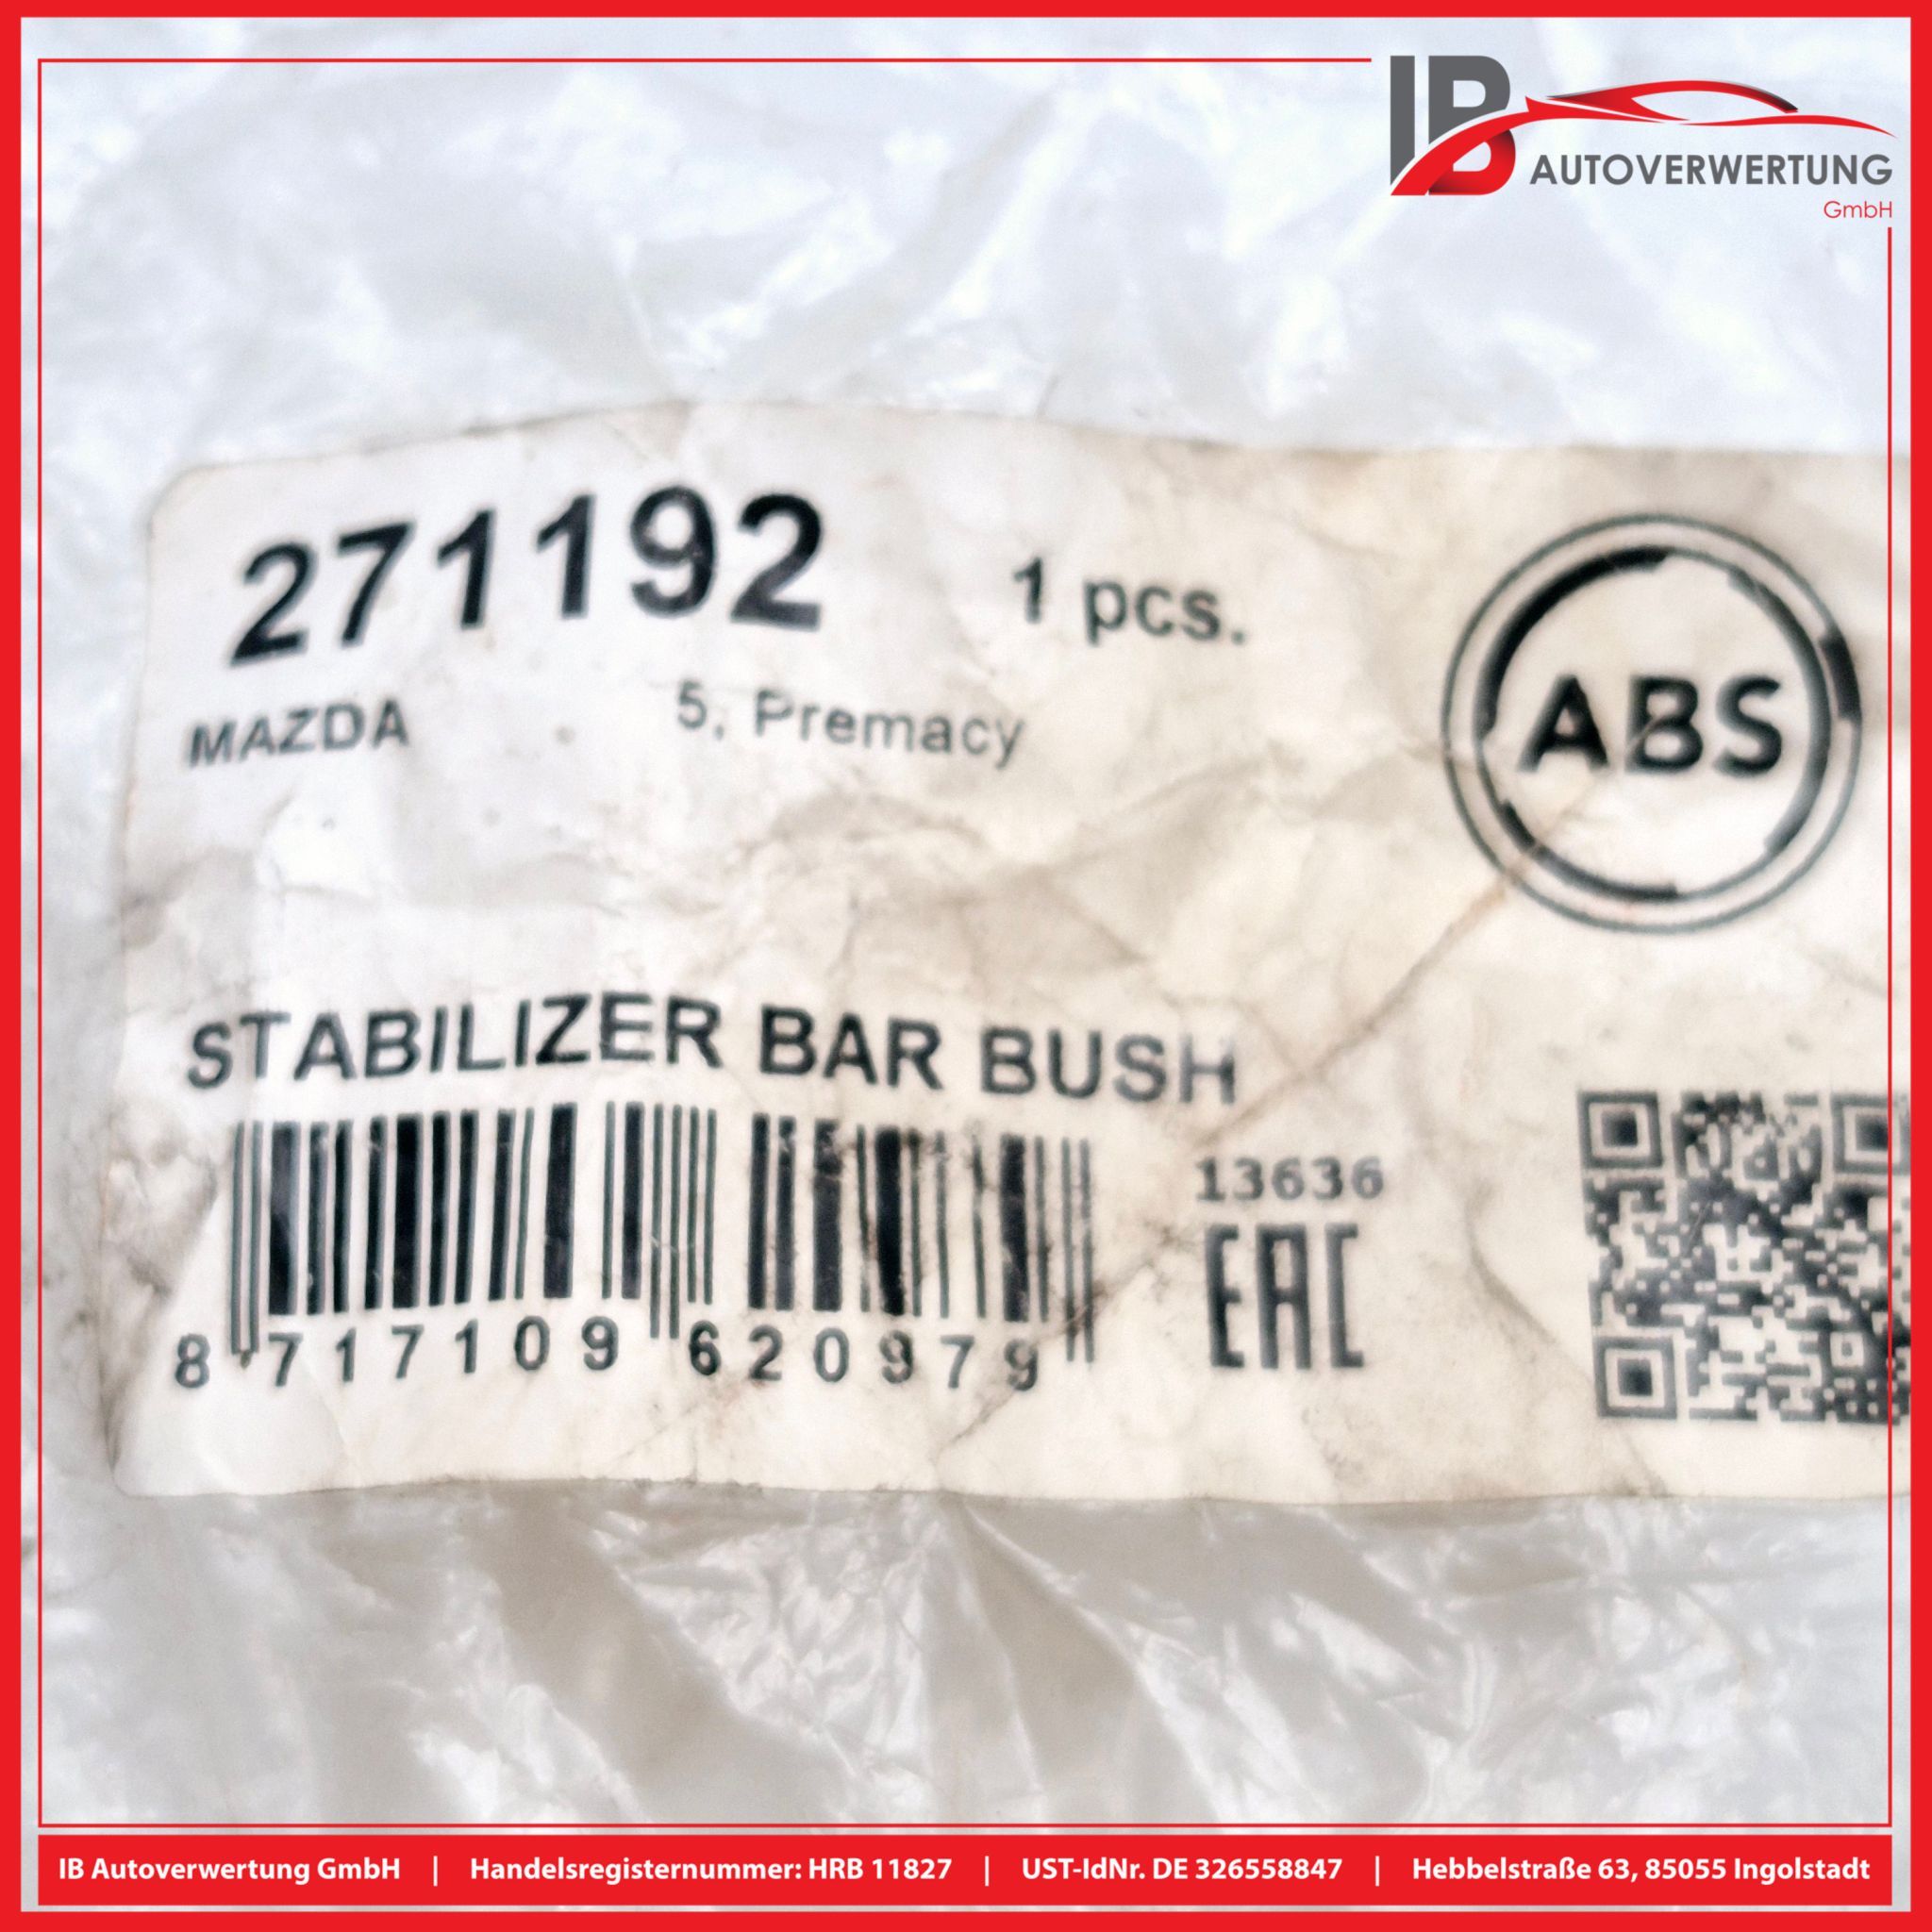 IB
AUTOVERWERTUNG
GmbH
271192 1 pcs.
MAZDA 5, Premacy
ABS
STABILIZER BAR BUSH
13636
EAC
8 717109 620979
IB Autoverwertung GmbH | Handelsregisternummer: HRB 11827 | UST-IdNr. DE 326558847 | Hebbelstraße 63, 85055 Ingolstadt